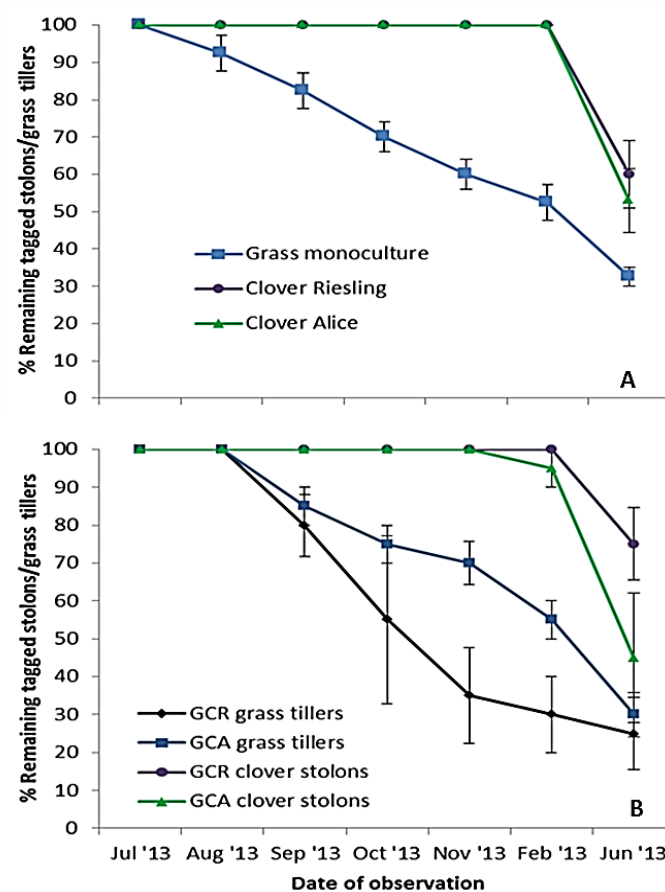 100
90
80
70
60
50
40
30
20
10
0
% Remaining tagged stolons/grass tillers
Grass monoculture
Clover Riesling
Clover Alice
A
100
90
80
70
60
50
40
30
20
10
0
% Remaining tagged stolons/grass tillers
GCR grass tillers
GCA grass tillers
GCR clover stolons
GCA clover stolons
B
Jul '13 Aug '13 Sep '13 Oct '13 Nov '13 Feb '13 Jun '13
Date of observation